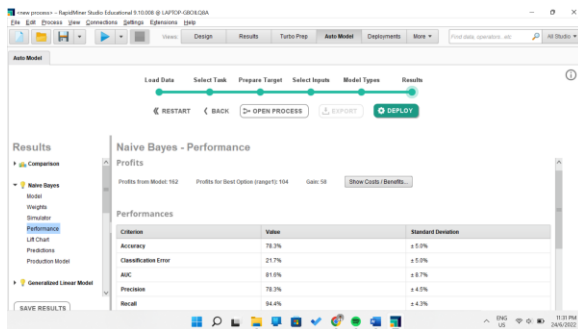 <new process> – RapidMiner Studio Educational 9.10.008 @ LAPTOP-GBO8LG8A
File Edit Process View Connections Settings Extensions Help
Views: Design Results Turbo Prep Auto Model Deployments More Find data, operators...etc All Studio
Auto Model
Load Data Select Task Prepare Target Select Inputs Model Types Results
RESTART BACK OPEN PROCESS EXPORT DEPLOY
Results
Comparison
Naive Bayes
Model
Weights
Simulator
Performance
Lift Chart
Predictions
Production Model
Generalized Linear Model
SAVE RESULTS
Naive Bayes - Performance
Profits
Profits from Model: 162 Profits for Best Option (range1): 104 Gain: 58 Show Costs / Benefits...
Performances
Criterion Value Standard Deviation
Accuracy 78.3% ± 5.0%
Classification Error 21.7% ± 5.0%
AUC 81.6% ± 8.7%
Precision 78.3% ± 4.5%
Recall 94.4% ± 4.3%
ENG
US
11:31 PM
24/6/2022